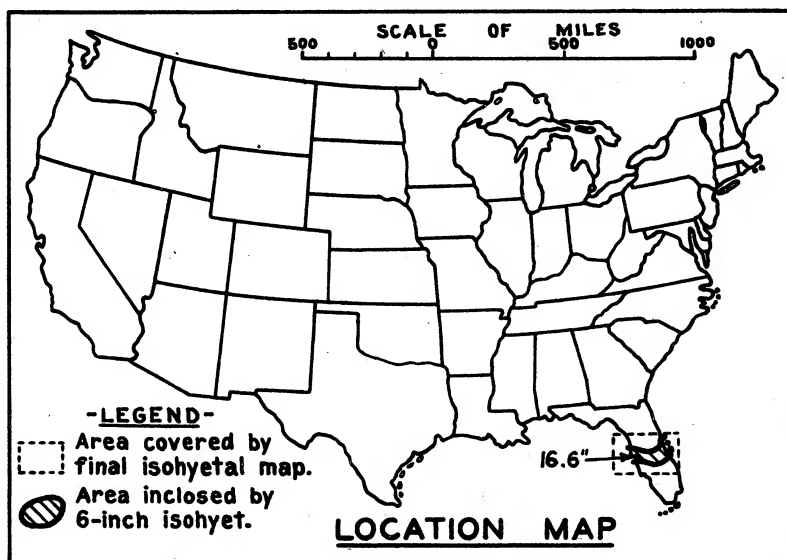 SCALE OF MILES
500 0 500 1000
-LEGEND-
Area covered by
final isohyetal map.
Area inclosed by
6-inch isohyet.
16.6"
LOCATION MAP